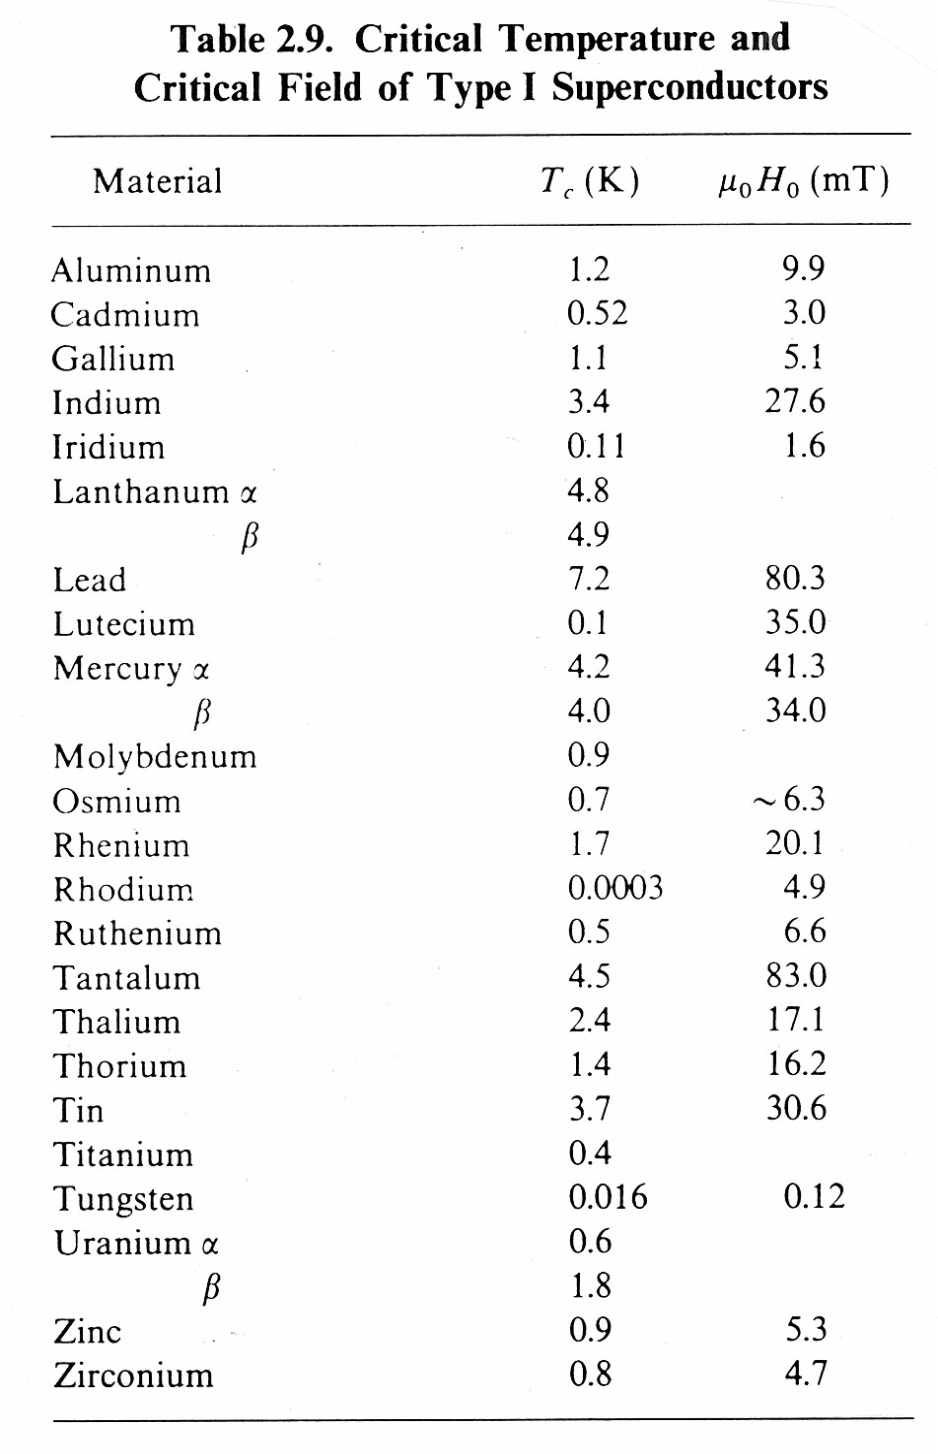 Table 2.9. Critical Temperature and
Critical Field of Type I Superconductors
Material T_c (K) μ₀H₀ (mT)
Aluminum 1.2 9.9
Cadmium 0.52 3.0
Gallium 1.1 5.1
Indium 3.4 27.6
Iridium 0.11 1.6
Lanthanum α 4.8
β 4.9
Lead 7.2 80.3
Lutecium 0.1 35.0
Mercury α 4.2 41.3
β 4.0 34.0
Molybdenum 0.9
Osmium 0.7 ~6.3
Rhenium 1.7 20.1
Rhodium 0.0003 4.9
Ruthenium 0.5 6.6
Tantalum 4.5 83.0
Thalium 2.4 17.1
Thorium 1.4 16.2
Tin 3.7 30.6
Titanium 0.4
Tungsten 0.016 0.12
Uranium α 0.6
β 1.8
Zinc 0.9 5.3
Zirconium 0.8 4.7